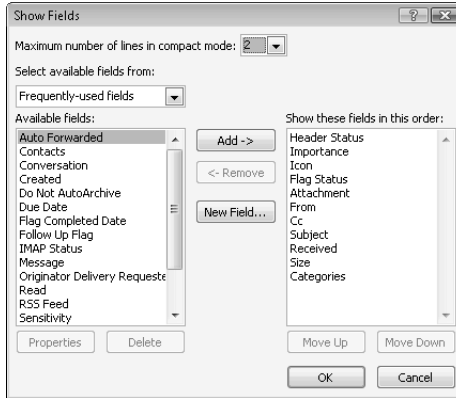 Show Fields
Maximum number of lines in compact mode: 2
Select available fields from:
Frequently-used fields
Available fields:
Auto Forwarded
Contacts
Conversation
Created
Do Not AutoArchive
Due Date
Flag Completed Date
Follow Up Flag
IMAP Status
Message
Originator Delivery Requeste
Read
RSS Feed
Sensitivity
Properties
Delete
Add ->
<- Remove
New Field...
Show these fields in this order:
Header Status
Importance
Icon
Flag Status
Attachment
From
Cc
Subject
Received
Size
Categories
Move Up
Move Down
OK
Cancel